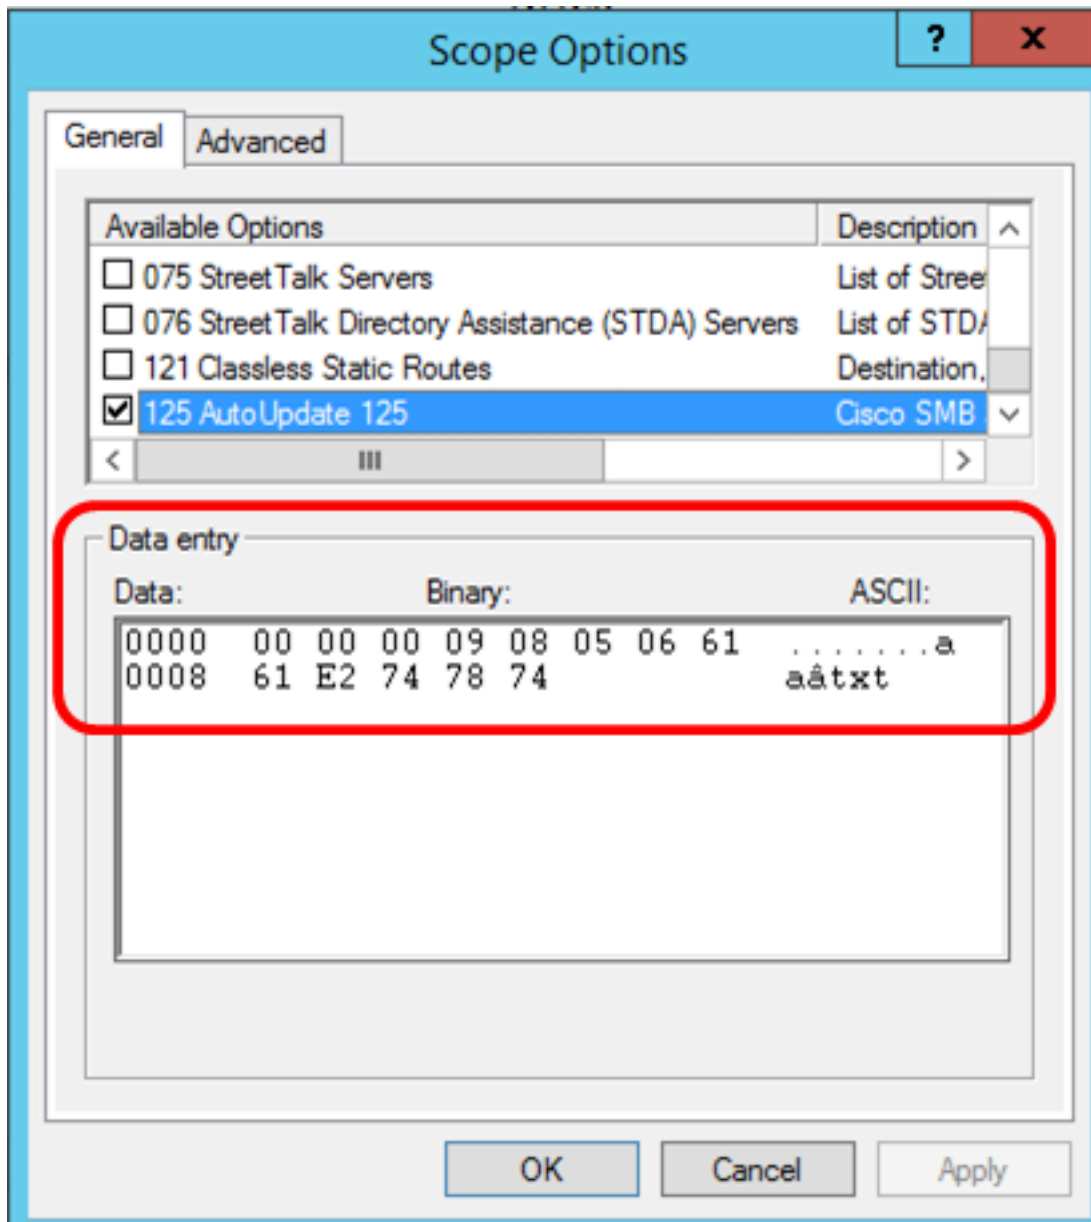 Scope Options
? x
General Advanced
Available Options Description
075 StreetTalk Servers List of Street
076 StreetTalk Directory Assistance (STDA) Servers List of STDA
121 Classless Static Routes Destination,
125 AutoUpdate 125 Cisco SMB
Data entry
Data: Binary: ASCII:
0000 00 00 00 09 08 05 06 61 .......a
0008 61 E2 74 78 74 aâtxt
OK Cancel Apply